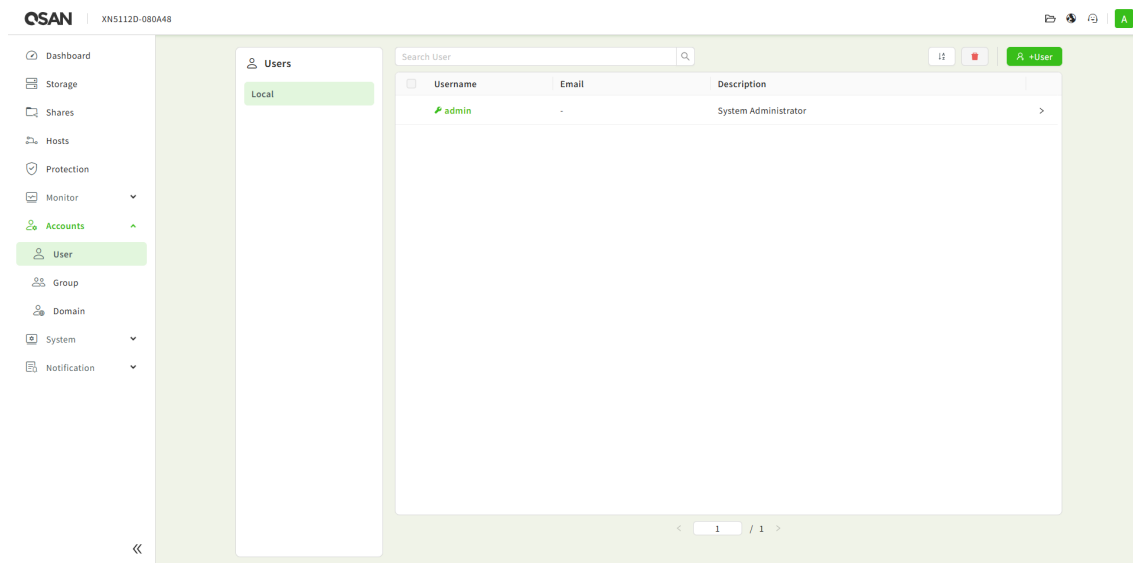 QSAN XN5112D-080A48
A
Dashboard
Storage
Shares
Hosts
Protection
Monitor
Accounts
User
Group
Domain
System
Notification
Users
Local
Search User
+User
Username Email Description
admin - System Administrator
1 / 1